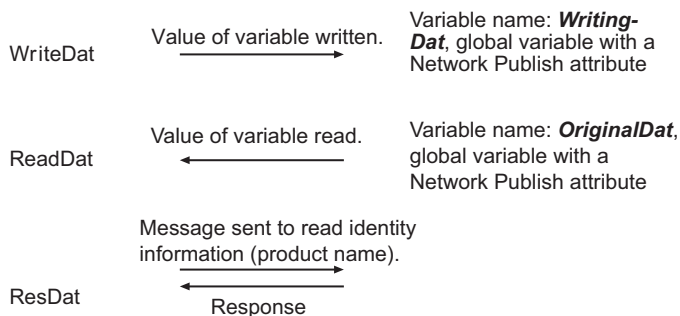 WriteDat
Value of variable written.
Variable name: Writing-
Dat, global variable with a
Network Publish attribute
ReadDat
Value of variable read.
Variable name: OriginalDat,
global variable with a
Network Publish attribute
Message sent to read identity
information (product name).
ResDat
Response